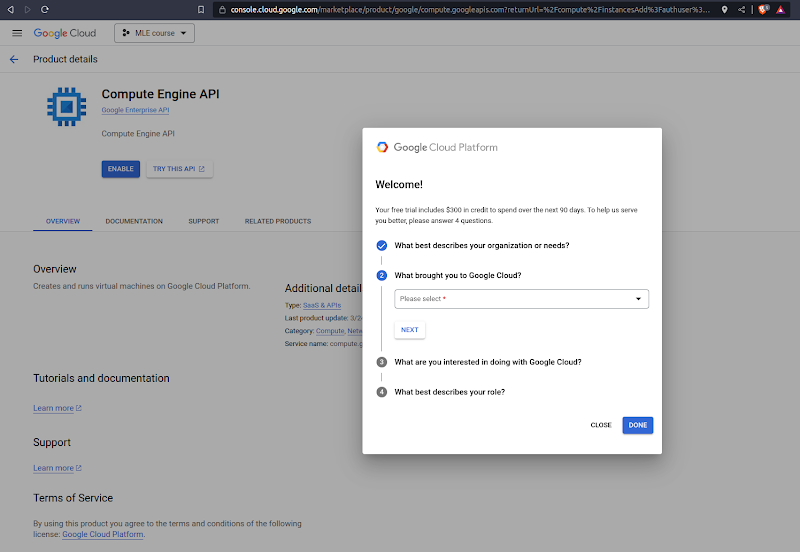 console.cloud.google.com/marketplace/product/google/compute.googleapis.com?returnUrl=%2Fcompute%2FinstancesAdd%3Fauthuser%3...
Google Cloud
MLE course
Product details
Compute Engine API
Google Enterprise API
Compute Engine API
ENABLE
TRY THIS API
OVERVIEW
DOCUMENTATION
SUPPORT
RELATED PRODUCTS
Overview
Creates and runs virtual machines on Google Cloud Platform.
Additional detail
Type: SaaS & APIs
Last product update: 3/2
Category: Compute, Netw
Service name: compute.g
Tutorials and documentation
Learn more
Support
Learn more
Terms of Service
By using this product you agree to the terms and conditions of the following
license: Google Cloud Platform.
Google Cloud Platform
Welcome!
Your free trial includes $300 in credit to spend over the next 90 days. To help us serve
you better, please answer 4 questions.
What best describes your organization or needs?
2 What brought you to Google Cloud?
Please select *
NEXT
3 What are you interested in doing with Google Cloud?
4 What best describes your role?
CLOSE
DONE